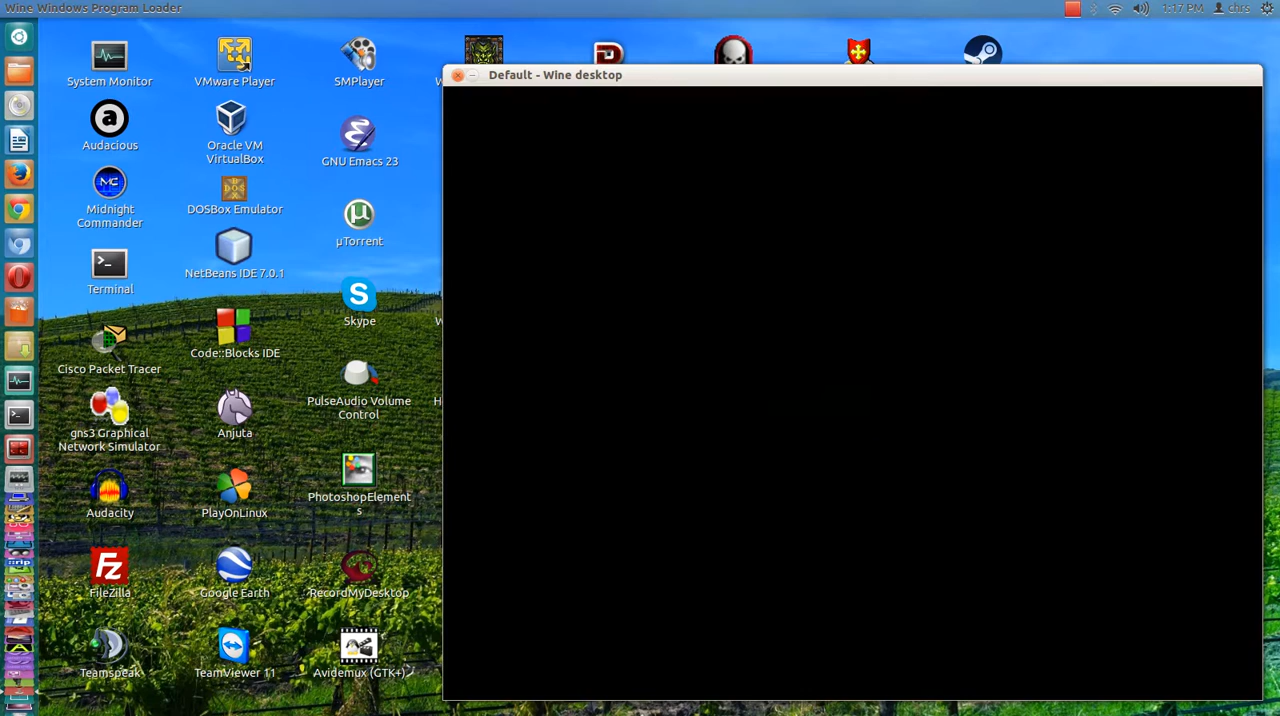 Wine Windows Program Loader
1:17 PM
chrs
Default - Wine desktop
System Monitor
VMware Player
SMPlayer
Audacious
Oracle VM
VirtualBox
GNU Emacs 23
Midnight
Commander
DOSBox Emulator
µTorrent
Terminal
NetBeans IDE 7.0.1
Skype
Cisco Packet Tracer
Code::Blocks IDE
PulseAudio Volume
Control
gns3 Graphical
Network Simulator
Anjuta
Audacity
PlayOnLinux
PhotoshopElement
s
FileZilla
Google Earth
RecordMyDesktop
Teamspeak
TeamViewer 11
Avidemux (GTK+)